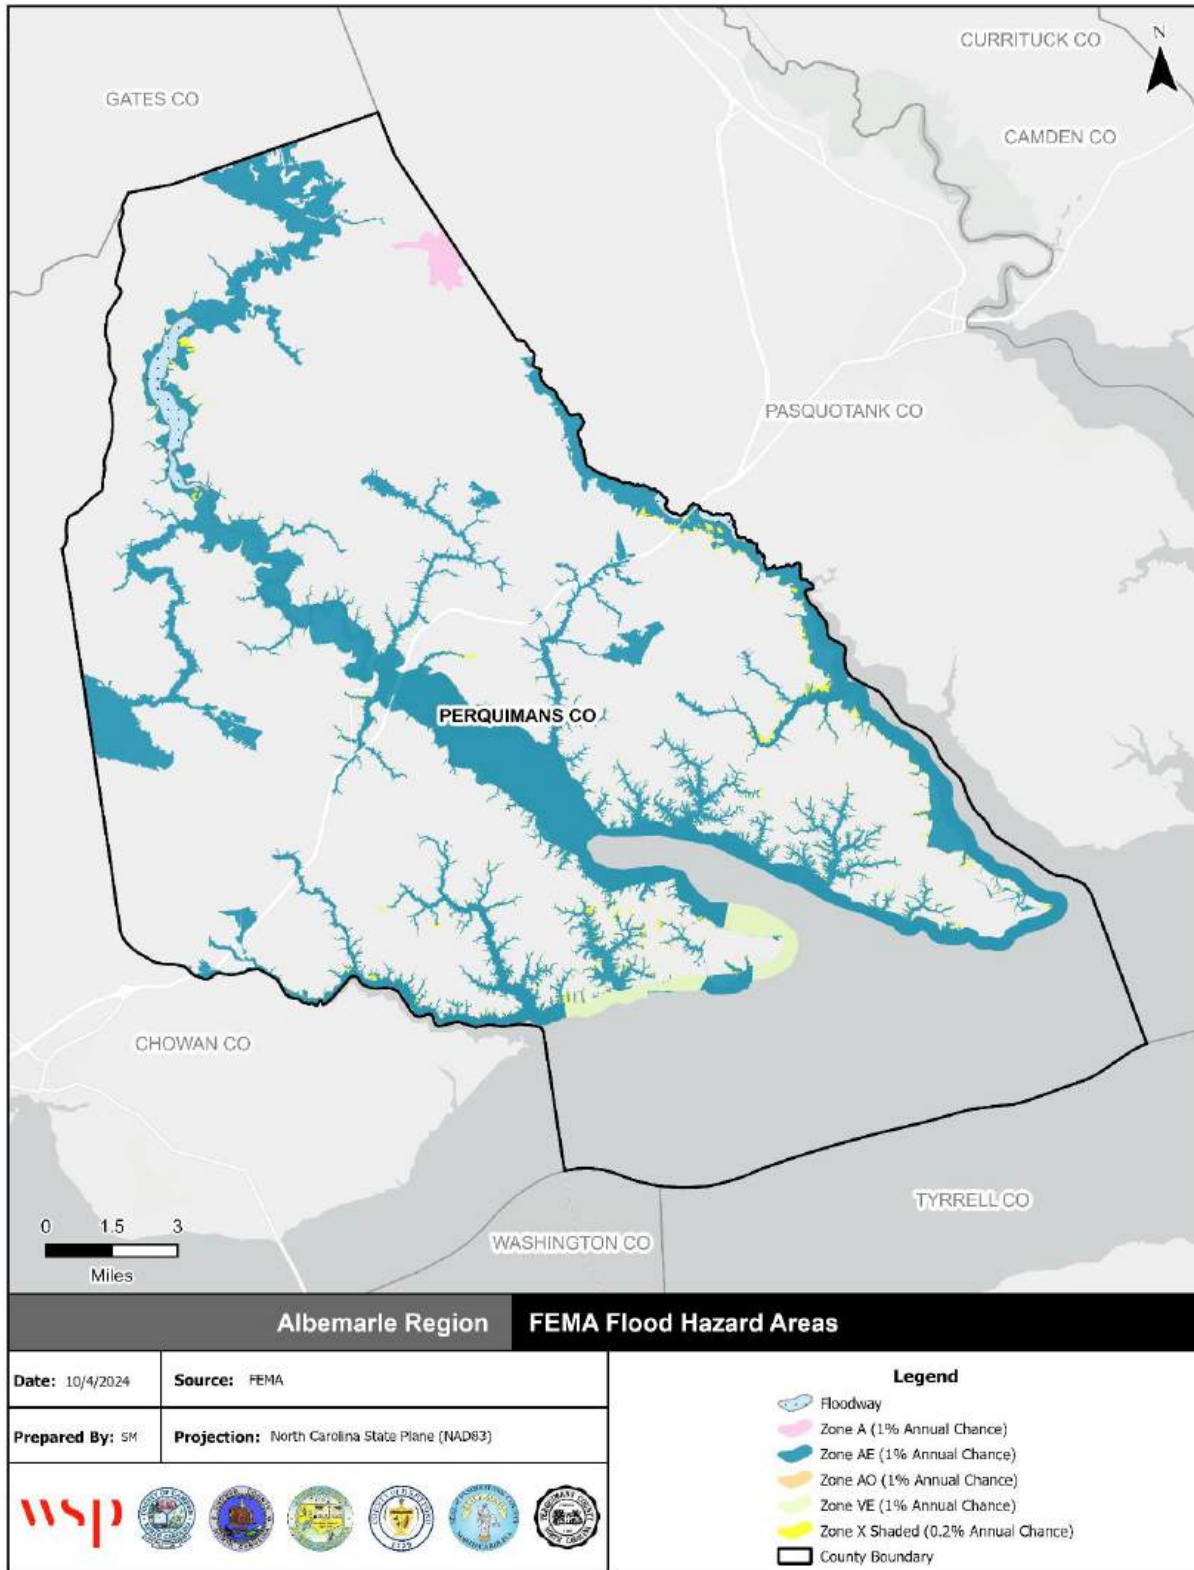 CURRITUCK CO
N
GATES CO
CAMDEN CO
PASQUOTANK CO
PERQUIMANS CO
CHOWAN CO
TYRRELL CO
WASHINGTON CO
0 1.5 3
Miles
Albemarle Region FEMA Flood Hazard Areas
Date: 10/4/2024 Source: FEMA
Prepared By: SM Projection: North Carolina State Plane (NAD83)
Legend
Floodway
Zone A (1% Annual Chance)
Zone AE (1% Annual Chance)
Zone AO (1% Annual Chance)
Zone VE (1% Annual Chance)
Zone X Shaded (0.2% Annual Chance)
County Boundary
wsp